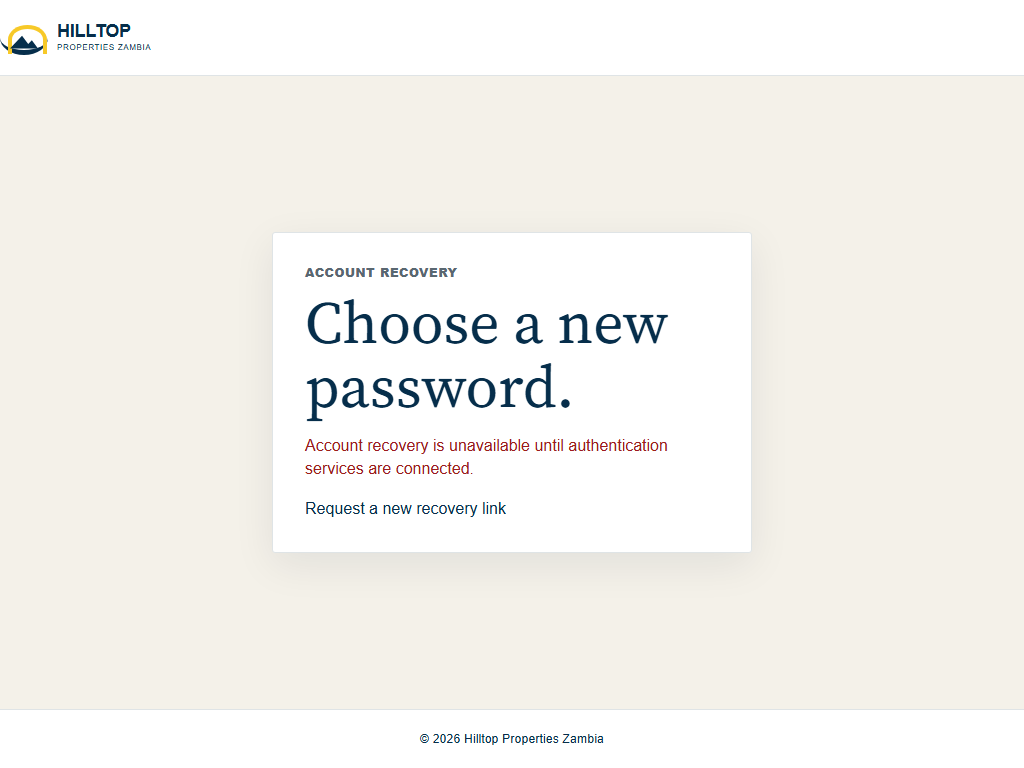 HILLTOP
PROPERTIES ZAMBIA
ACCOUNT RECOVERY
Choose a new
password.
Account recovery is unavailable until authentication
services are connected.
Request a new recovery link
© 2026 Hilltop Properties Zambia